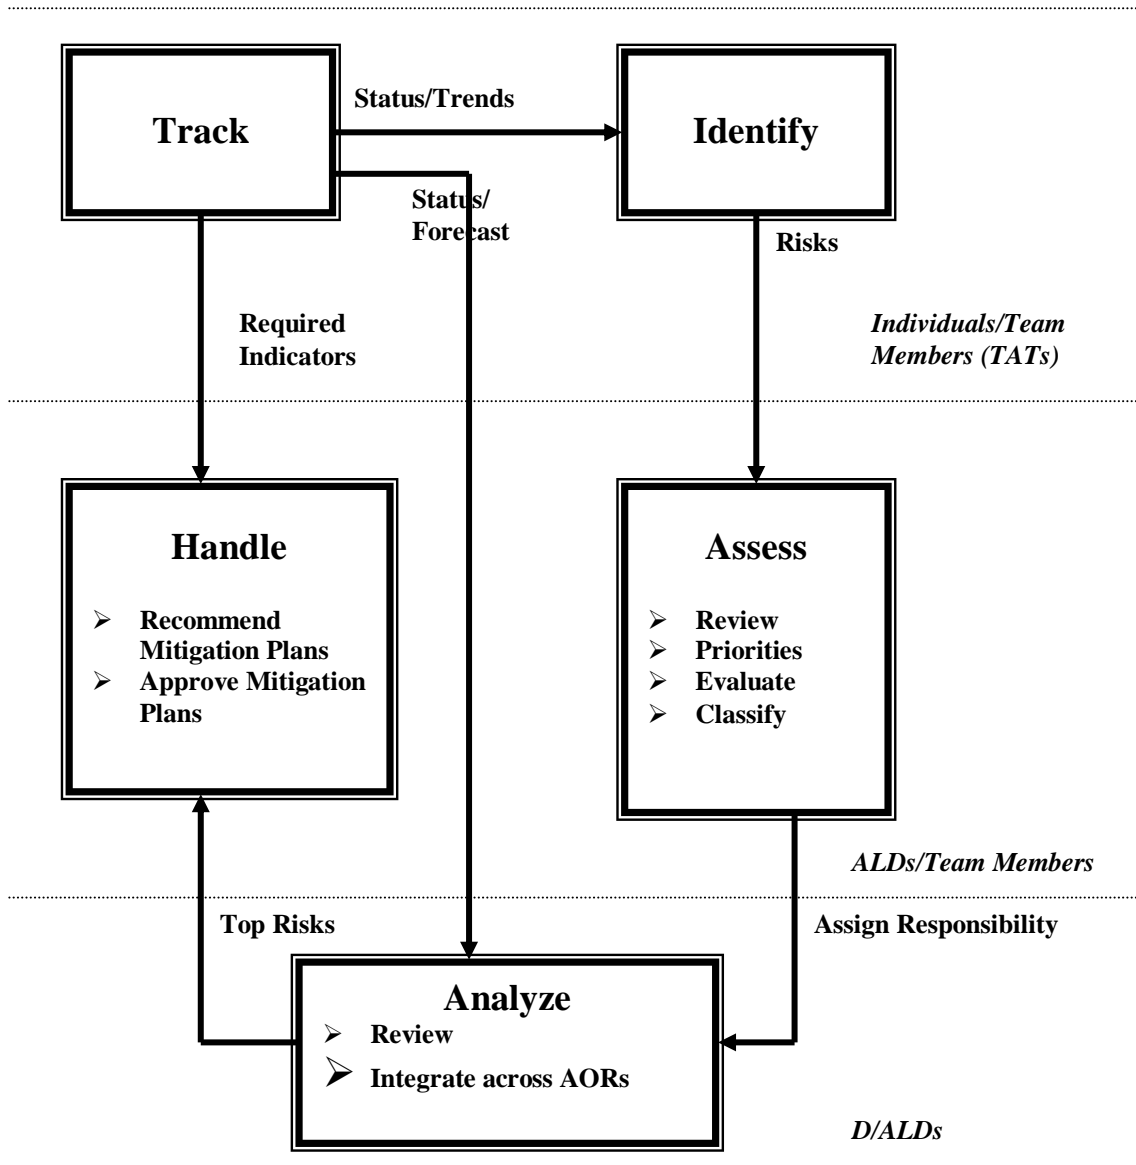 Track
Status/Trends
Identify
Status/
Forecast
Risks
Required
Indicators
Individuals/Team
Members (TATs)
Handle
➢ Recommend
Mitigation Plans
➢ Approve Mitigation
Plans
Assess
➢ Review
➢ Priorities
➢ Evaluate
➢ Classify
ALDs/Team Members
Top Risks
Assign Responsibility
Analyze
➢ Review
➢ Integrate across AORs
D/ALDs